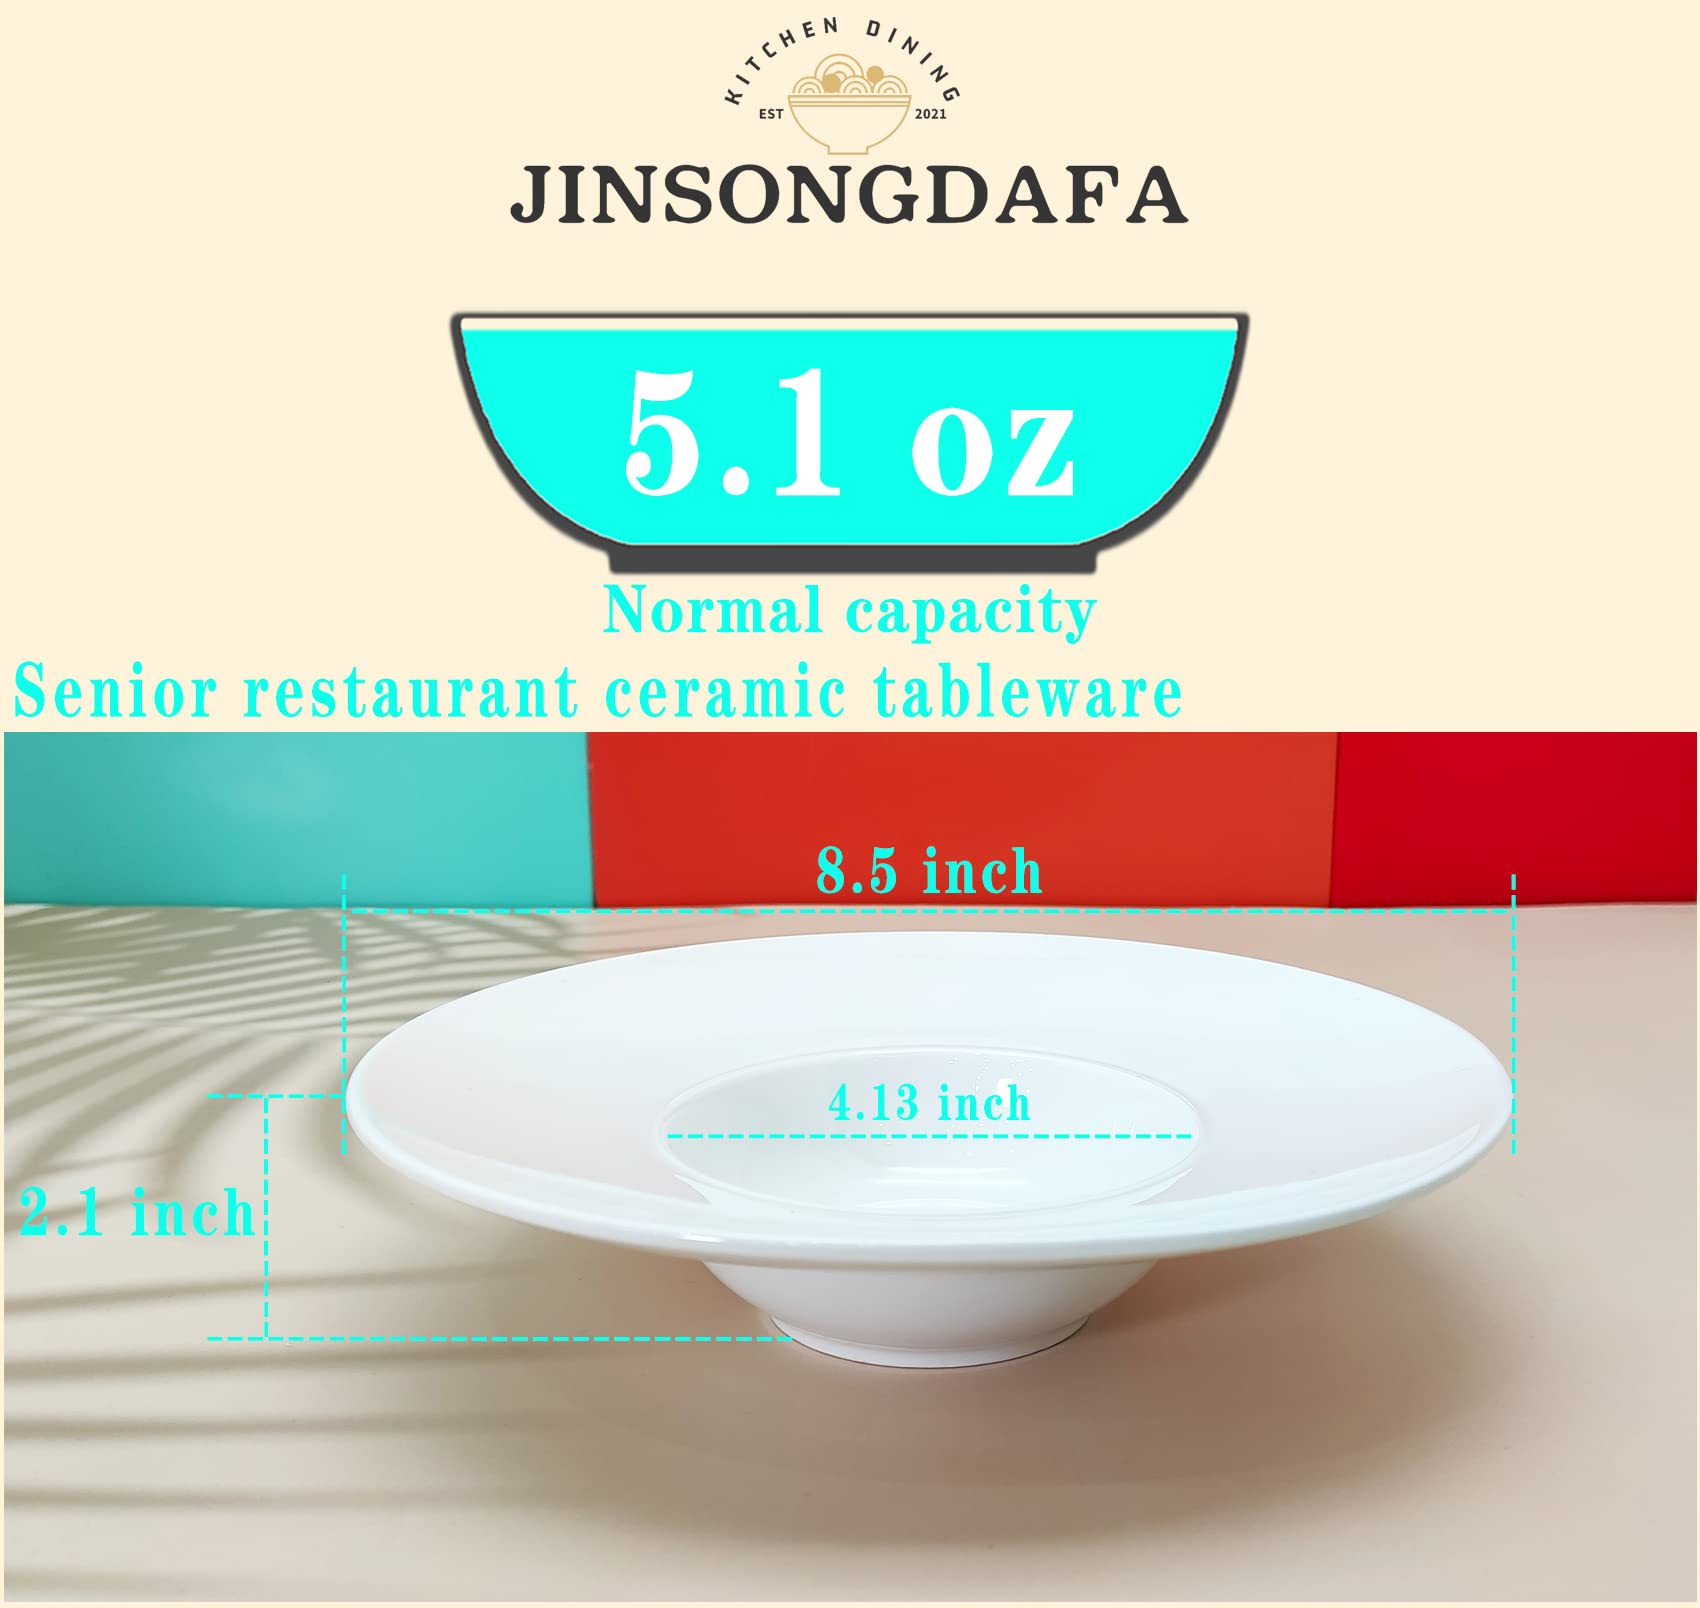 KITCHEN DINING
EST 2021
JINSONGDAFA
5.1 oz
Normal capacity
Senior restaurant ceramic tableware
8.5 inch
4.13 inch
2.1 inch